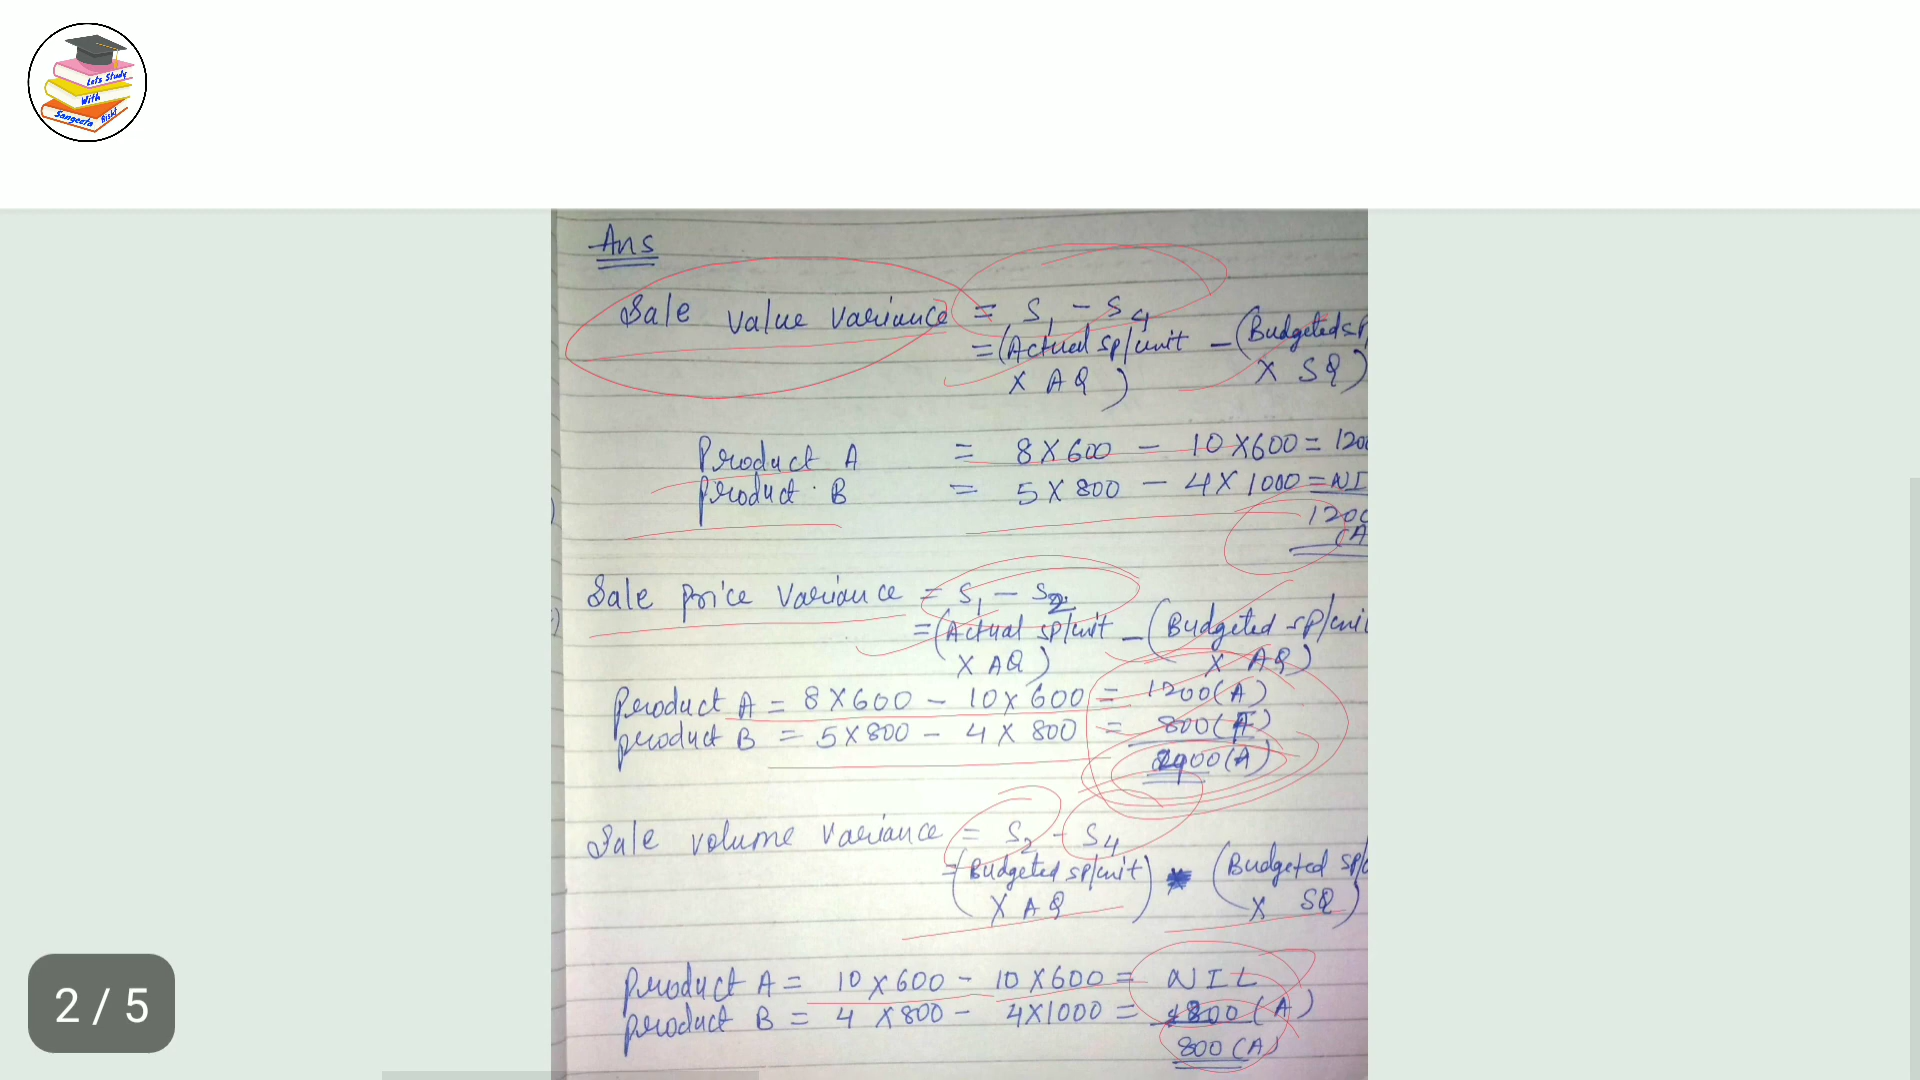 Lets Study
With
Sangeeta Bisht
Ans
Sale value variance = S1 - S4
= (Actual sp/unit - (Budgeted sp
X AQ) X SQ)
Product A = 8 X 600 - 10 X 600 = 120
Product B = 5 X 800 - 4 X 1000 = NI
1200
(A
Sale price variance = S1 - S2
= (Actual sp/unit - (Budgeted sp/uni
X AQ) X AQ)
Product A = 8 X 600 - 10 X 600 = 1200 (A)
product B = 5 X 800 - 4 X 800 = 800 (F)
400 (A)
Sale volume variance = S2 - S4
= (Budgeted sp/unit) (Budgeted sp/
X AQ X SQ)
Product A = 10 X 600 - 10 X 600 = NIL
product B = 4 X 800 - 4 X 1000 = 800 (A)
800 (A)
2 / 5